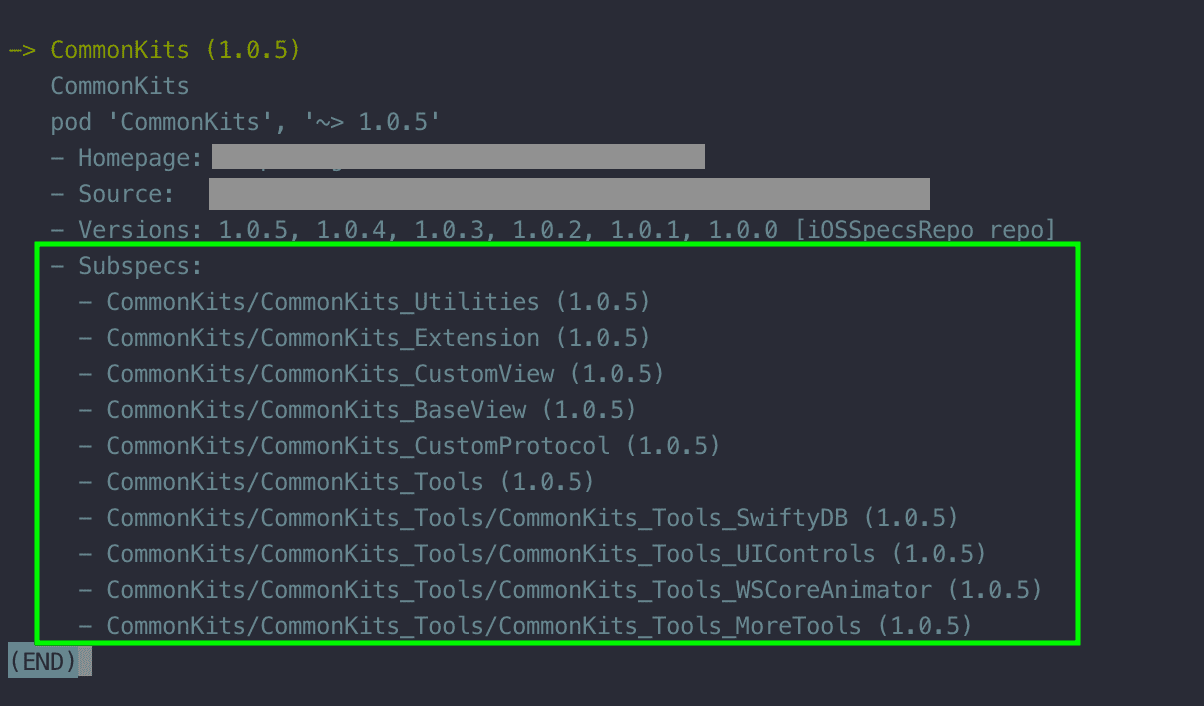 -> CommonKits (1.0.5)
CommonKits
pod 'CommonKits', '~> 1.0.5'
- Homepage:
- Source:
- Versions: 1.0.5, 1.0.4, 1.0.3, 1.0.2, 1.0.1, 1.0.0 [iOSSpecsRepo repo]
- Subspecs:
- CommonKits/CommonKits_Utilities (1.0.5)
- CommonKits/CommonKits_Extension (1.0.5)
- CommonKits/CommonKits_CustomView (1.0.5)
- CommonKits/CommonKits_BaseView (1.0.5)
- CommonKits/CommonKits_CustomProtocol (1.0.5)
- CommonKits/CommonKits_Tools (1.0.5)
- CommonKits/CommonKits_Tools/CommonKits_Tools_SwiftyDB (1.0.5)
- CommonKits/CommonKits_Tools/CommonKits_Tools_UIControls (1.0.5)
- CommonKits/CommonKits_Tools/CommonKits_Tools_WSCoreAnimator (1.0.5)
- CommonKits/CommonKits_Tools/CommonKits_Tools_MoreTools (1.0.5)
(END)